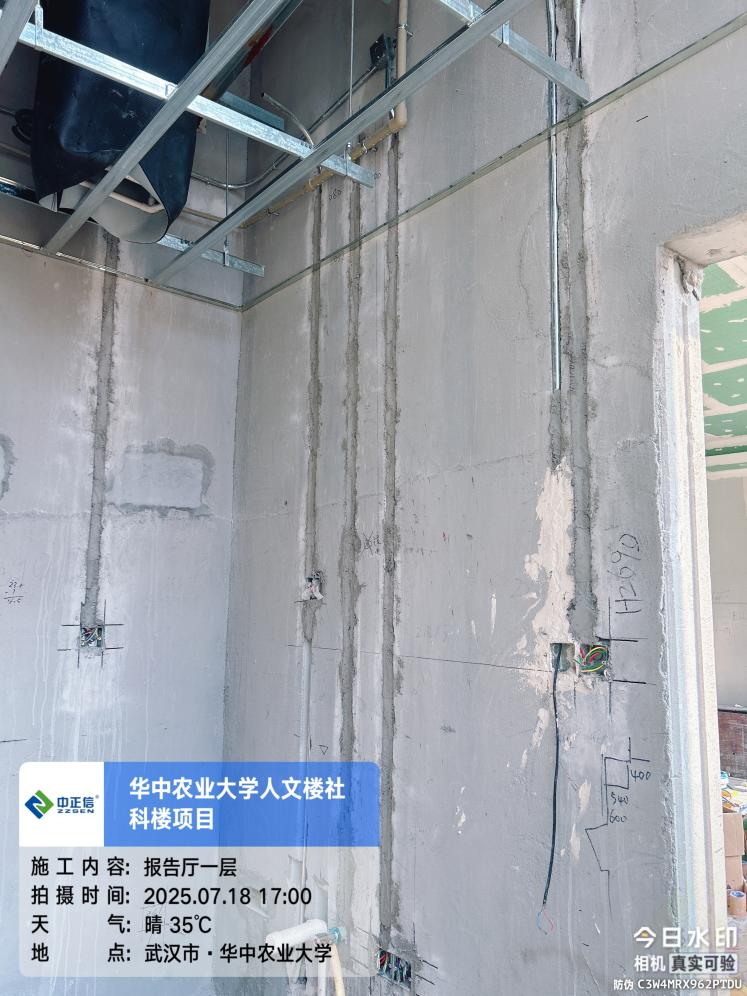 H2090
400
540
600
中正信
ZZSEN
华中农业大学人文楼社
科楼项目
施工内容: 报告厅一层
拍摄时间: 2025.07.18 17:00
天气: 晴 35℃
地点: 武汉市·华中农业大学
今日水印
相机 真实可验
防伪 C3W4MRX962PTDU